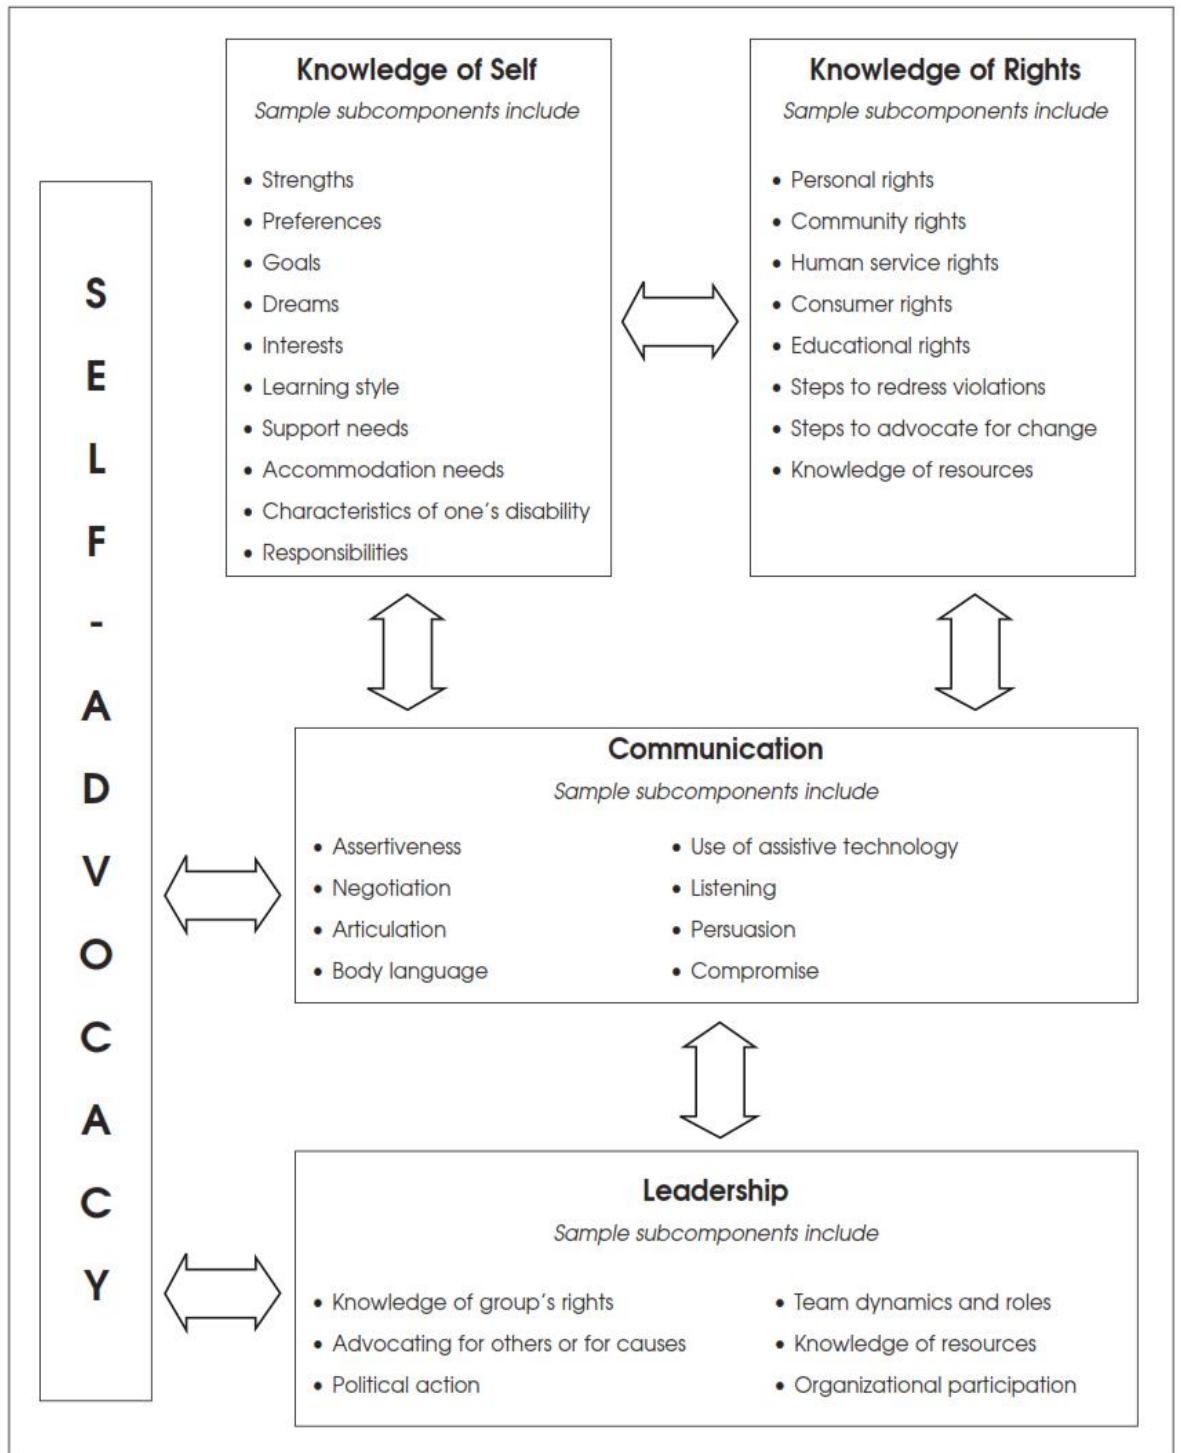 SELF-ADVOCACY
Knowledge of Self
Sample subcomponents include
• Strengths
• Preferences
• Goals
• Dreams
• Interests
• Learning style
• Support needs
• Accommodation needs
• Characteristics of one's disability
• Responsibilities
Knowledge of Rights
Sample subcomponents include
• Personal rights
• Community rights
• Human service rights
• Consumer rights
• Educational rights
• Steps to redress violations
• Steps to advocate for change
• Knowledge of resources
Communication
Sample subcomponents include
• Assertiveness
• Negotiation
• Articulation
• Body language
• Use of assistive technology
• Listening
• Persuasion
• Compromise
Leadership
Sample subcomponents include
• Knowledge of group's rights
• Advocating for others or for causes
• Political action
• Team dynamics and roles
• Knowledge of resources
• Organizational participation